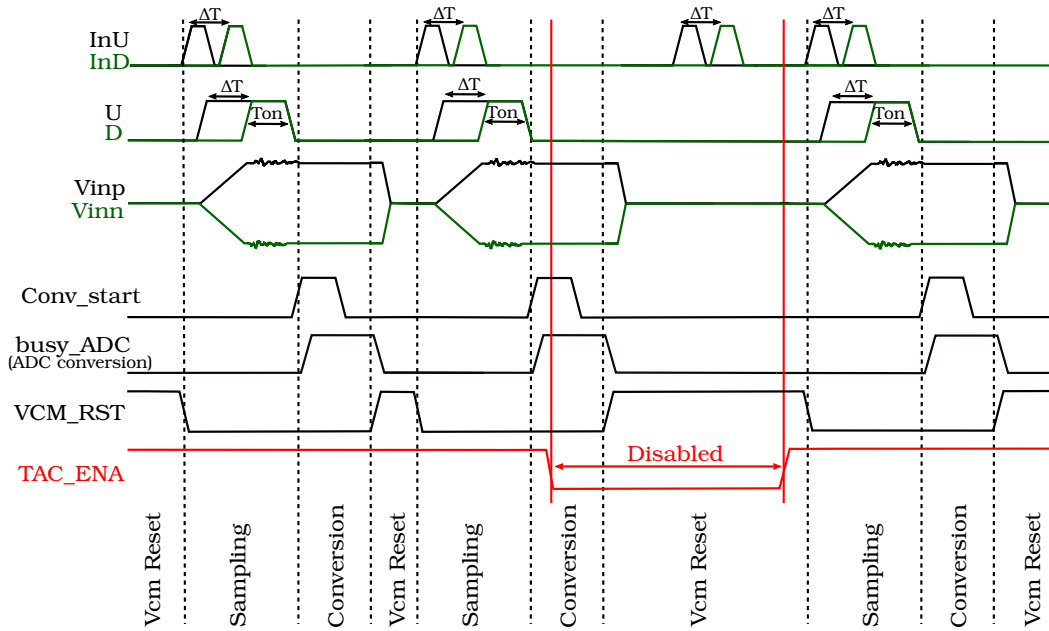 ΔT ΔT ΔT ΔT
InU
InD
ΔT ΔT ΔT
U
D
Ton Ton Ton
Vinp
Vinn
Conv_start
busy_ADC
(ADC conversion)
VCM_RST
TAC_ENA
Disabled
Vcm Reset
Sampling
Conversion
Vcm Reset
Sampling
Conversion
Vcm Reset
Sampling
Conversion
Vcm Reset